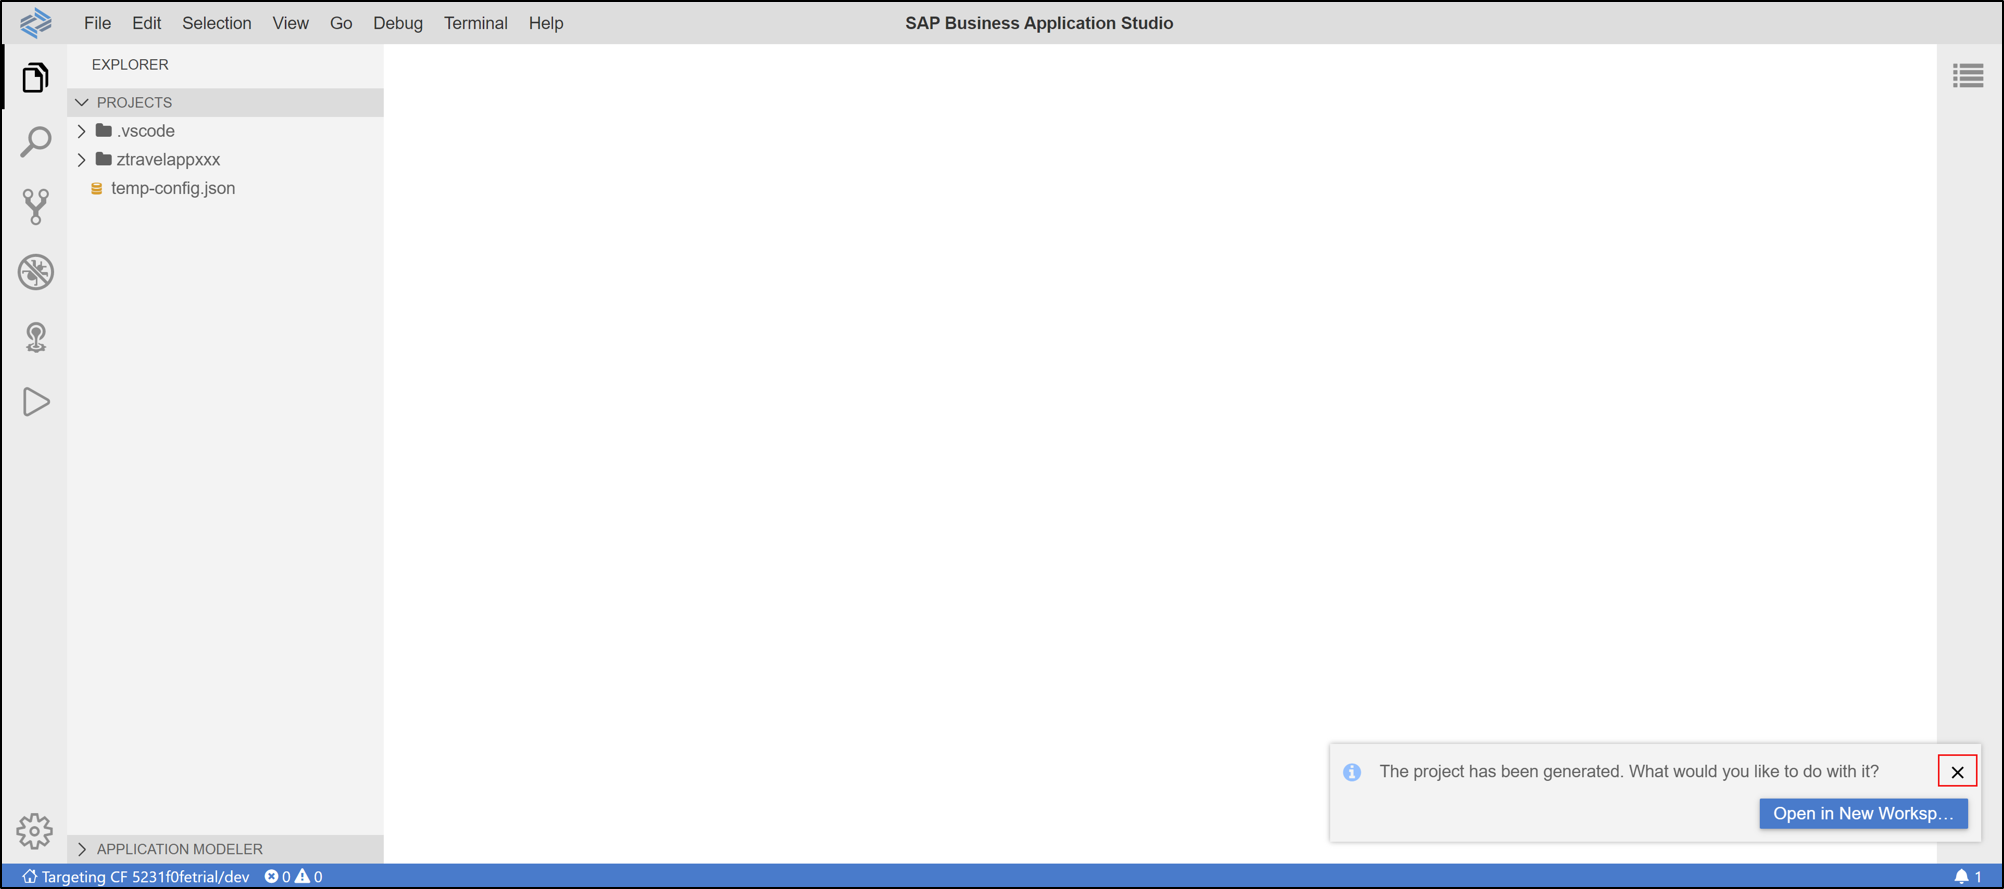 File Edit Selection View Go Debug Terminal Help SAP Business Application Studio
EXPLORER
PROJECTS
.vscode
ztravelappxxx
temp-config.json
The project has been generated. What would you like to do with it?
Open in New Worksp...
APPLICATION MODELER
Targeting CF 5231f0fetrial/dev 0 0 1